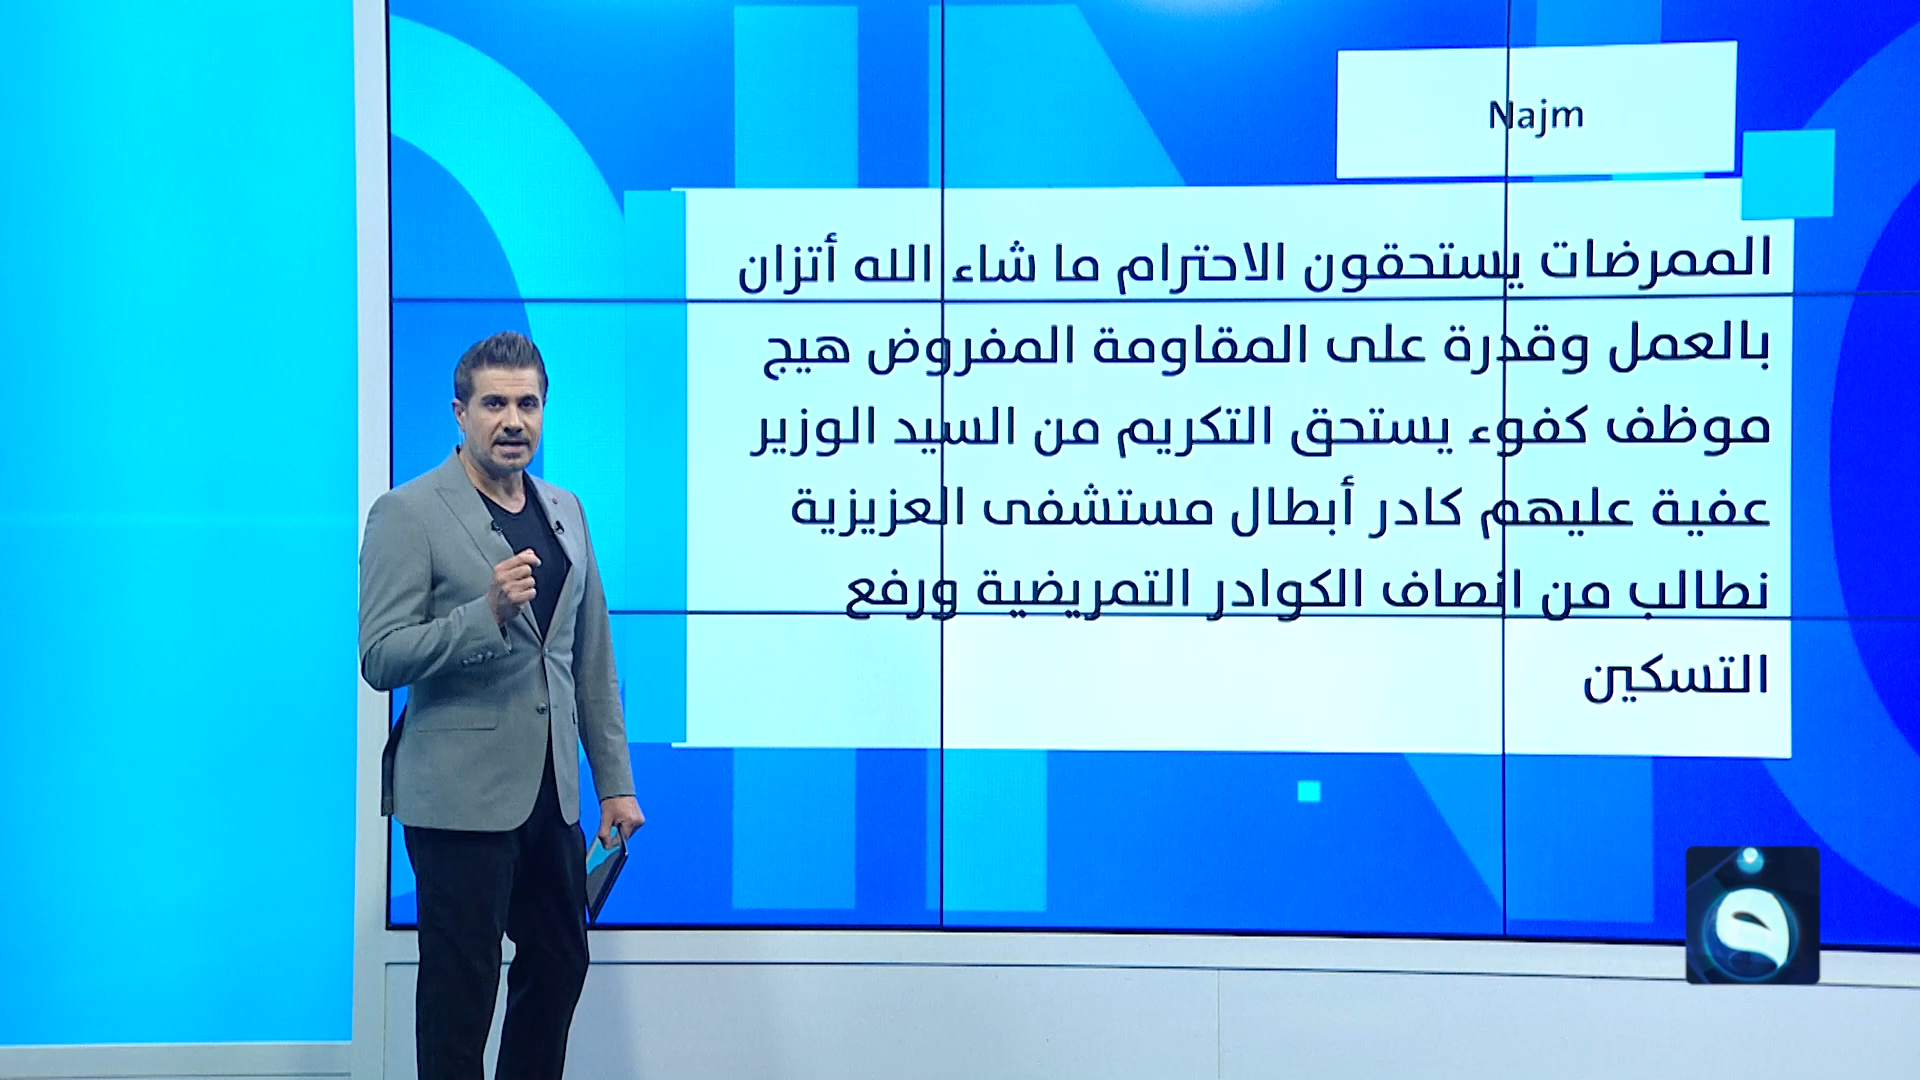 Najm
الممرضات يستحقون الاحترام ما شاء الله أتزان
بالعمل وقدرة على المقاومة المفروض هيج
موظف كفوء يستحق التكريم من السيد الوزير
عفية عليهم كادر أبطال مستشفى العزيزية
نطالب من انصاف الكوادر التمريضية ورفع
التسكين